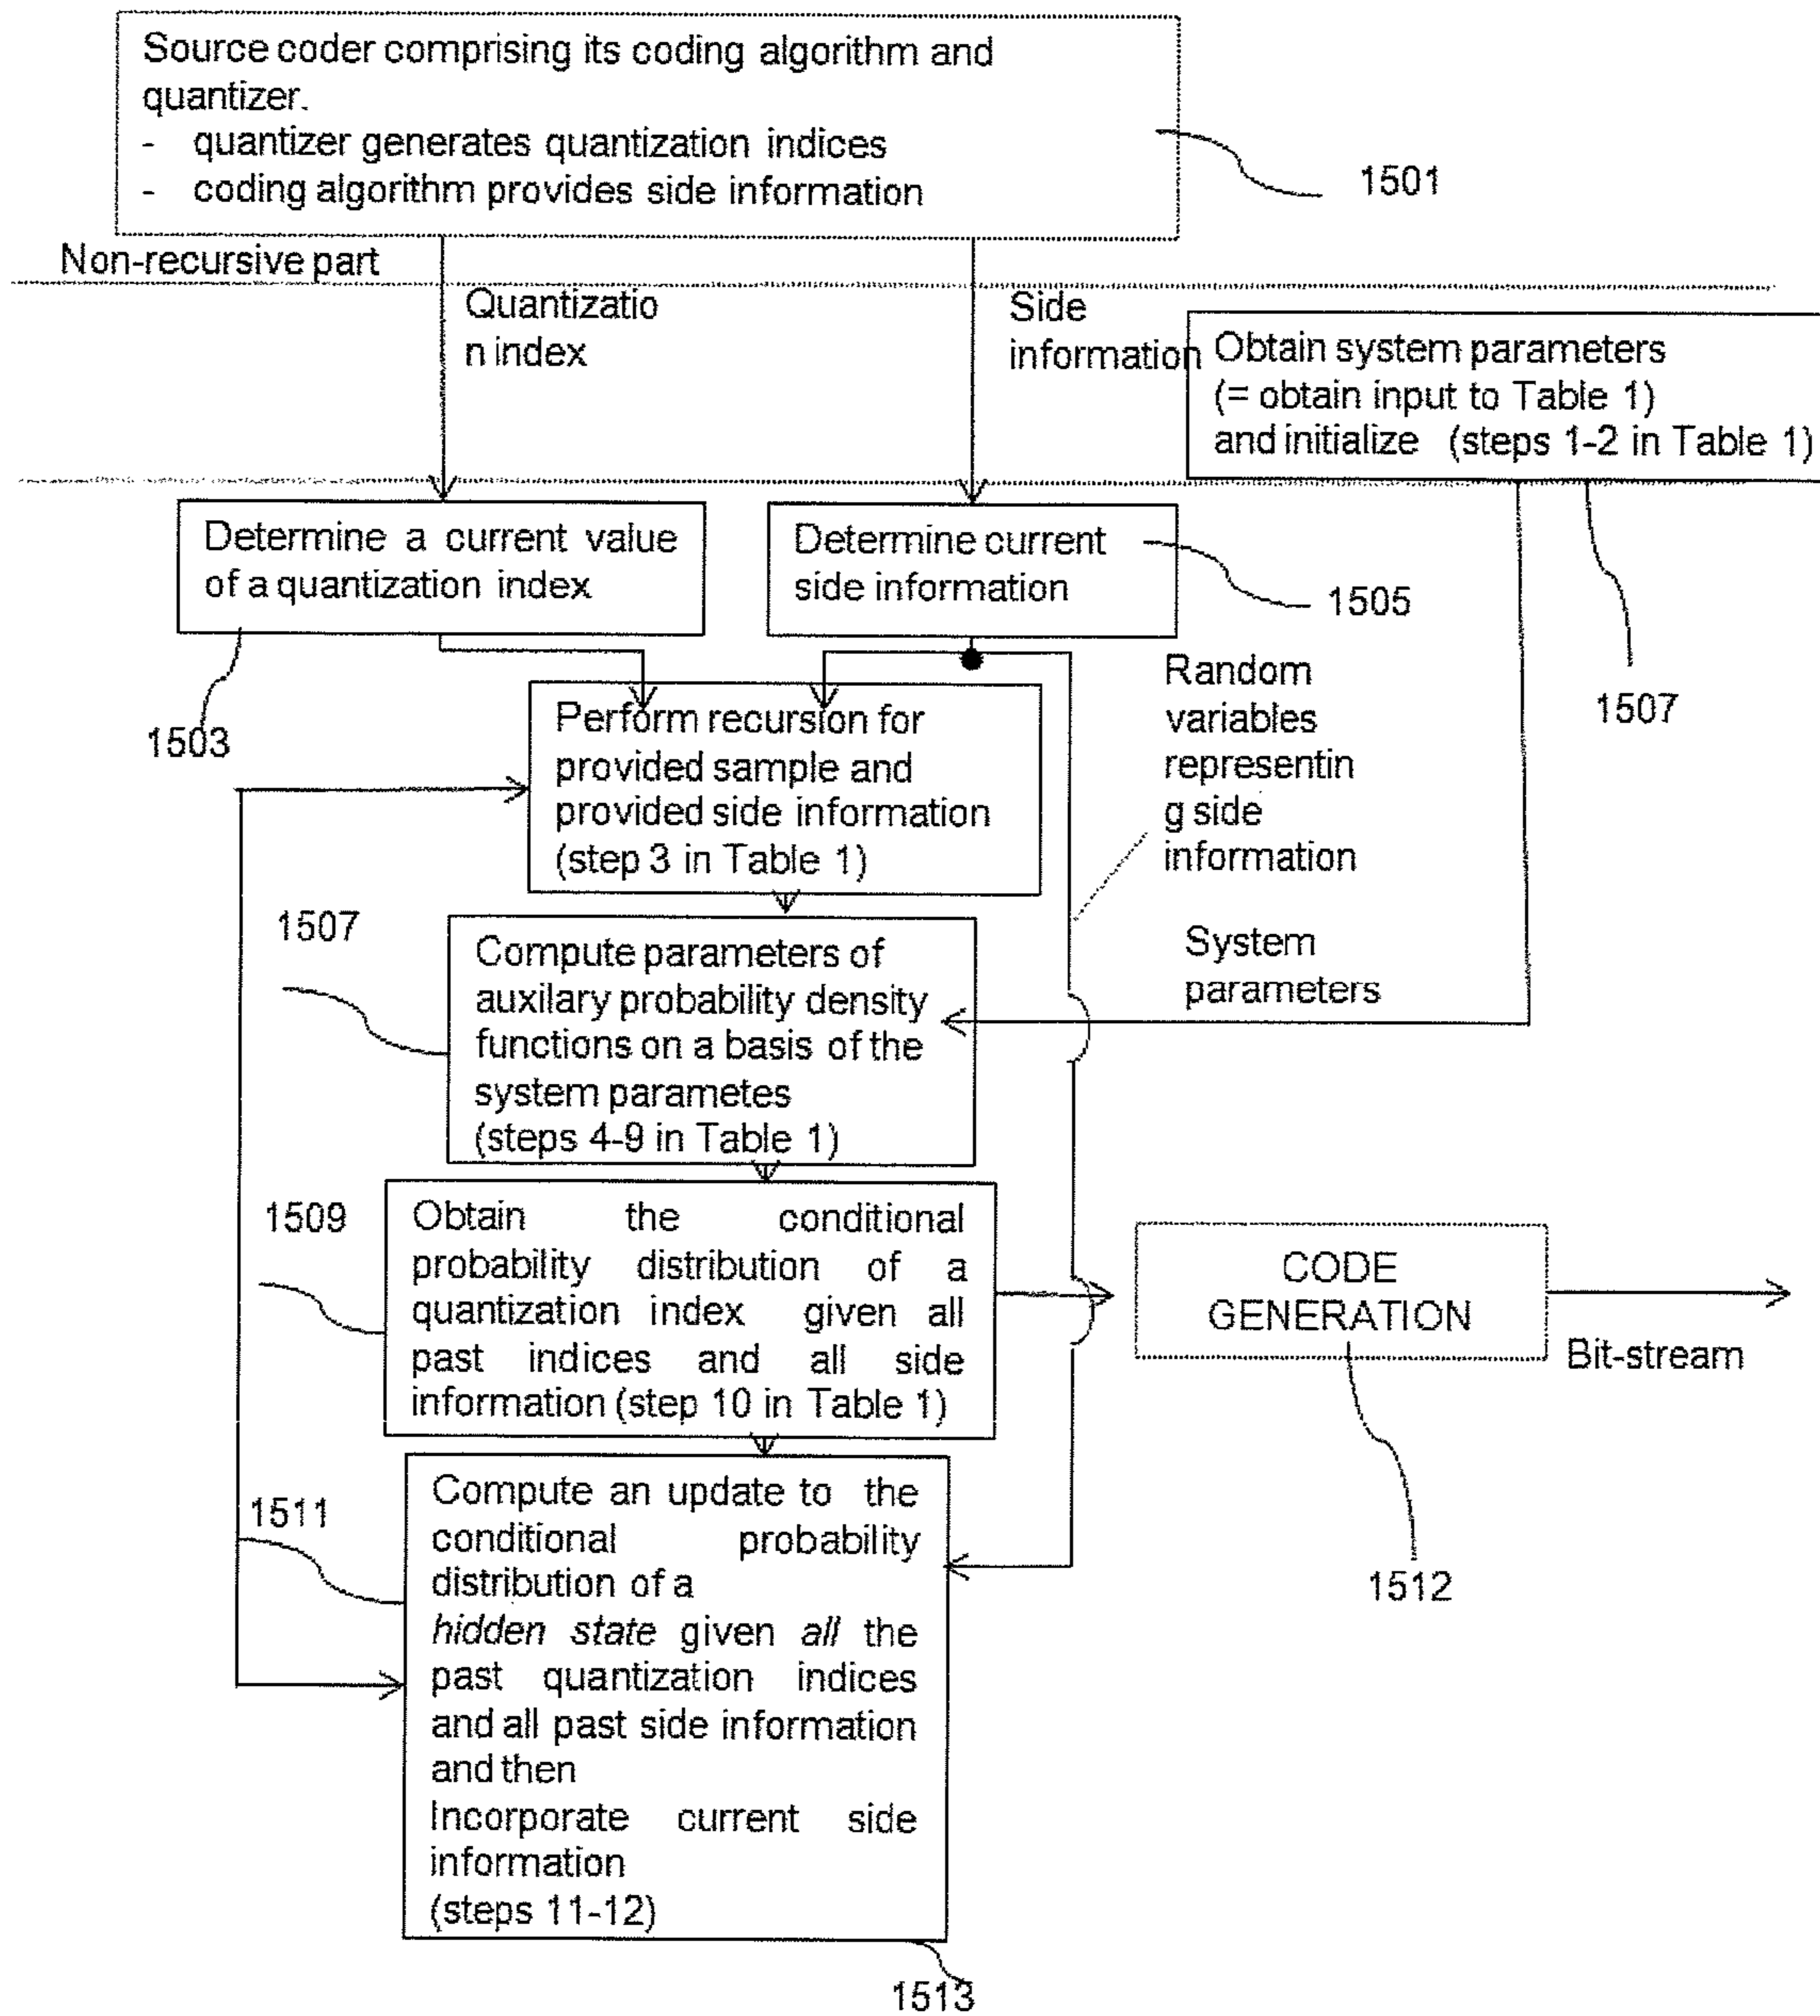 Source coder comprising its coding algorithm and
quantizer.
- quantizer generates quantization indices
- coding algorithm provides side information
1501
Non-recursive part
Quantizatio
n index
Side
information
Obtain system parameters
(= obtain input to Table 1)
and initialize (steps 1-2 in Table 1)
Determine a current value
of a quantization index
Determine current
side information
1505
1503
1507
Random
variables
representin
g side
information
Perform recursion for
provided sample and
provided side information
(step 3 in Table 1)
1507
Compute parameters of
auxilary probability density
functions on a basis of the
system parametes
(steps 4-9 in Table 1)
System
parameters
1509
Obtain the conditional
probability distribution of a
quantization index given all
past indices and all side
information (step 10 in Table 1)
CODE
GENERATION
Bit-stream
1511
Compute an update to the
conditional probability
distribution of a
hidden state given all the
past quantization indices
and all past side information
and then
Incorporate current side
information
(steps 11-12)
1512
1513